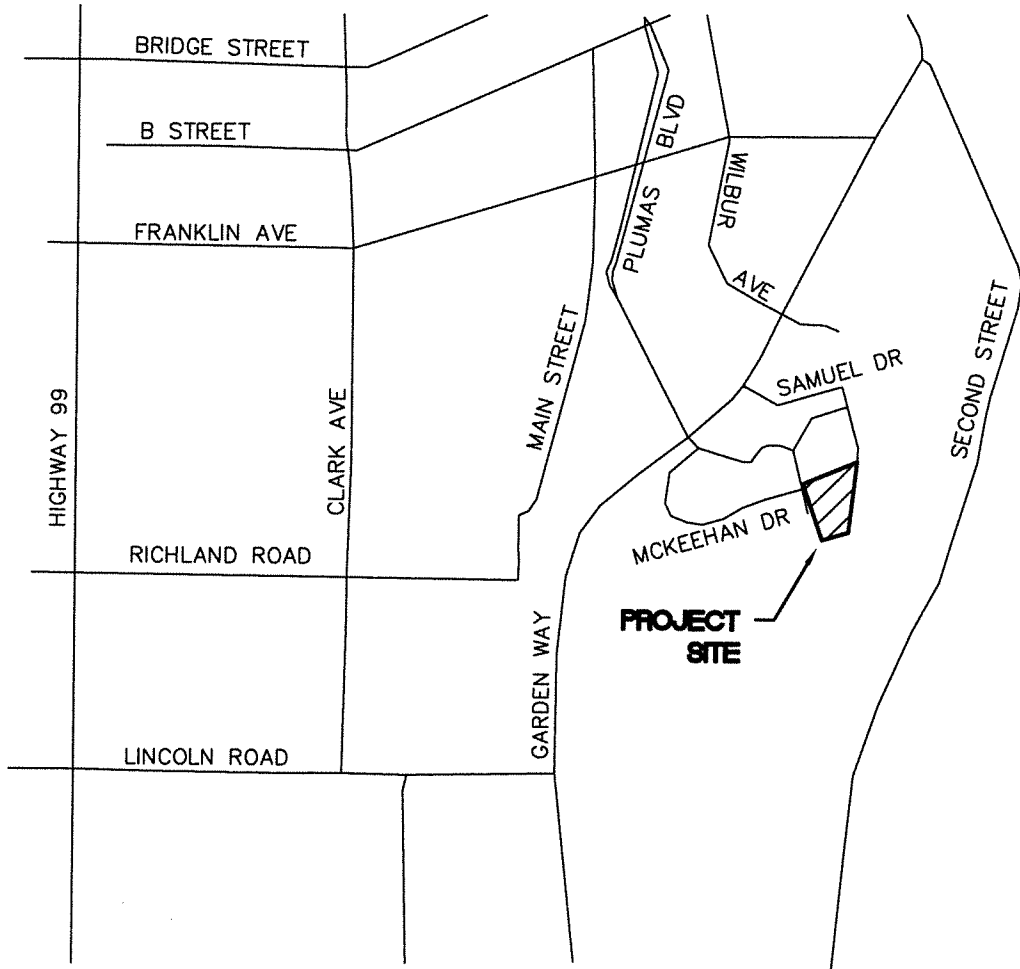 BRIDGE STREET
B STREET
FRANKLIN AVE
PLUMAS BLVD
WILBUR AVE
MAIN STREET
SAMUEL DR
SECOND STREET
HIGHWAY 99
CLARK AVE
MCKEEHAN DR
RICHLAND ROAD
PROJECT
SITE
GARDEN WAY
LINCOLN ROAD